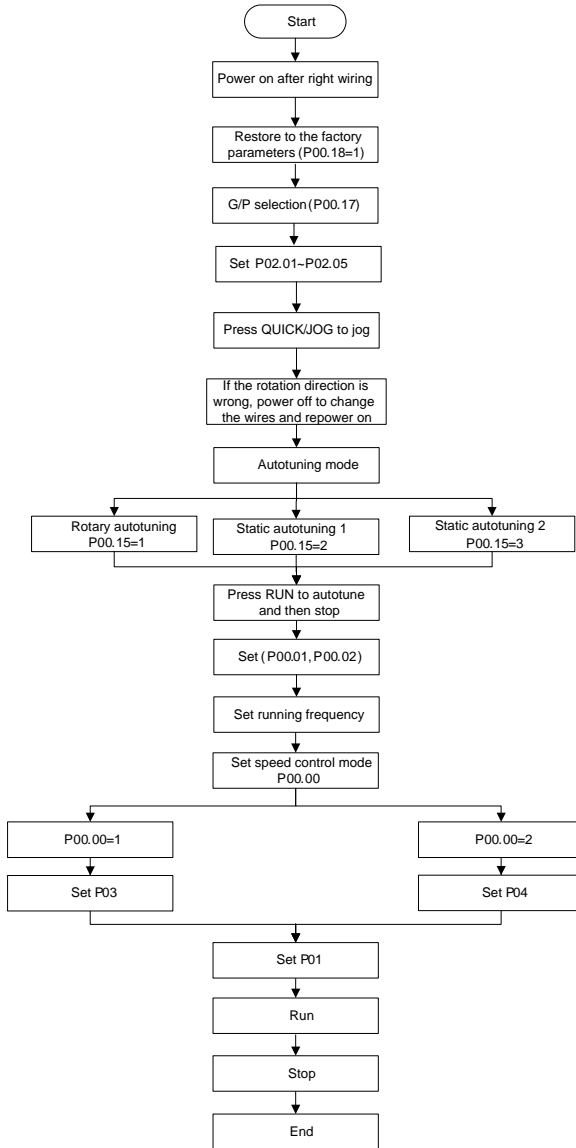 Start
Power on after right wiring
Restore to the factory
parameters (P00.18=1)
G/P selection (P00.17)
Set P02.01~P02.05
Press QUICK/JOG to jog
If the rotation direction is
wrong, power off to change
the wires and repower on
Autotuning mode
Rotary autotuning
P00.15=1
Static autotuning 1
P00.15=2
Static autotuning 2
P00.15=3
Press RUN to autotune
and then stop
Set (P00.01, P00.02)
Set running frequency
Set speed control mode
P00.00
P00.00=1
P00.00=2
Set P03
Set P04
Set P01
Run
Stop
End